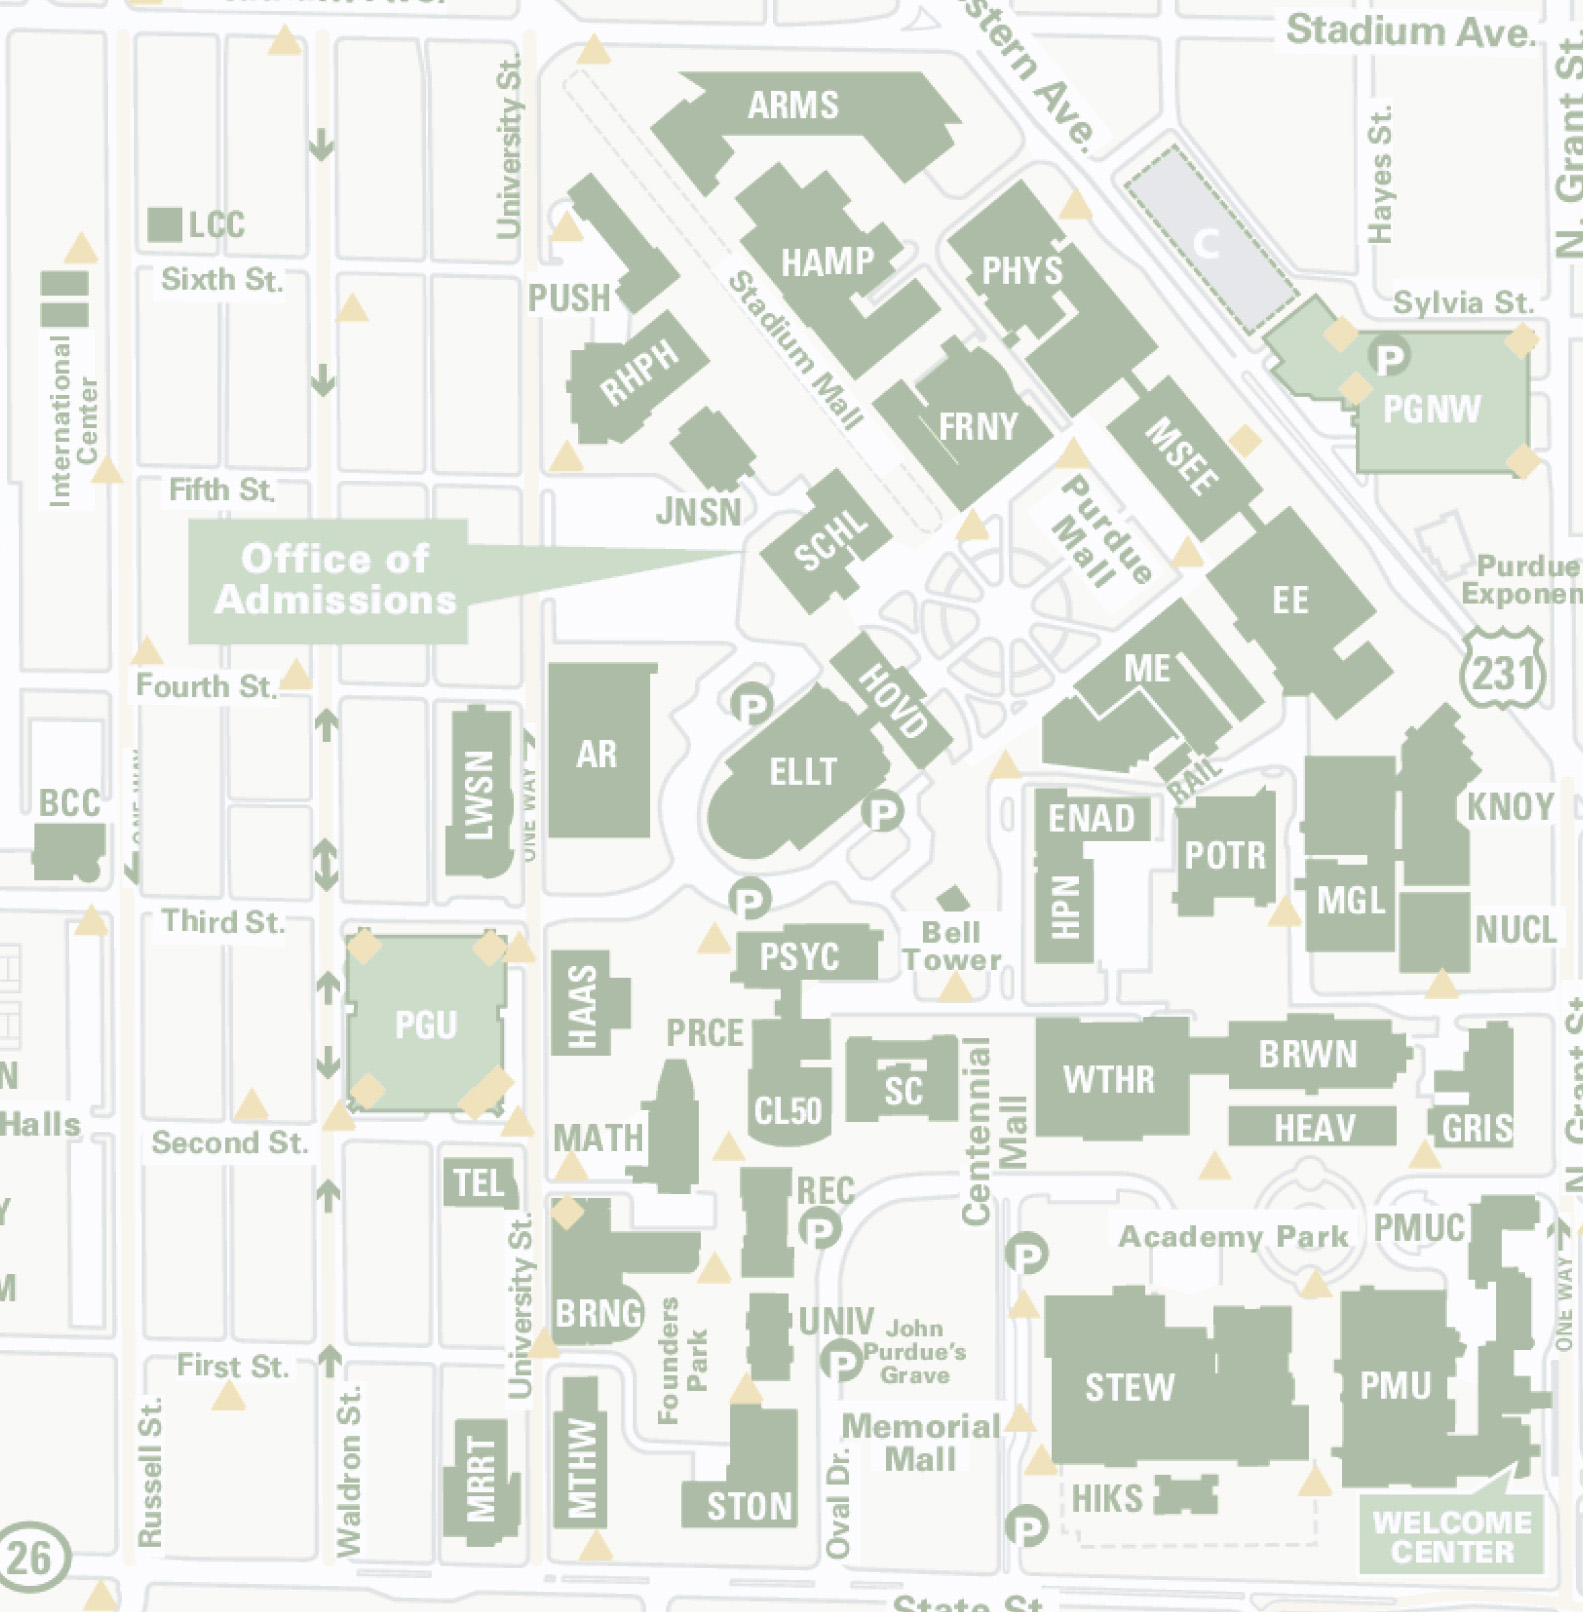 Stadium Ave.
Western Ave.
N. Grant St.
University St.
Hayes St.
ARMS
LCC
C
HAMP
PHYS
Sixth St.
PUSH
Stadium Mall
Sylvia St.
RHPH
P
PGNW
International
Center
FRNY
MSEE
Fifth St.
JNSN
SCHL
Purdue
Mall
Office of
Admissions
EE
Purdue
Exponen
231
ME
Fourth St.
HOVD
P
AR
LWSN
ELLT
RAIL
ONE WAY
ONE WAY
BCC
P
ENAD
POTR
KNOY
HPN
MGL
P
Third St.
Bell
Tower
NUCL
PSYC
HAAS
PGU
PRCE
Centennial
Mall
WTHR
BRWN
SC
CL50
N. Grant St.
N
Halls
Second St.
MATH
HEAV
GRIS
TEL
REC
P
University St.
Academy Park
PMUC
Y
P
M
BRNG
Founders
Park
UNIV
John
Purdue's
Grave
P
ONE WAY
First St.
STEW
PMU
Russell St.
Waldron St.
MRRT
MTHW
STON
Oval Dr.
Memorial
Mall
HIKS
P
WELCOME
CENTER
26
State St.